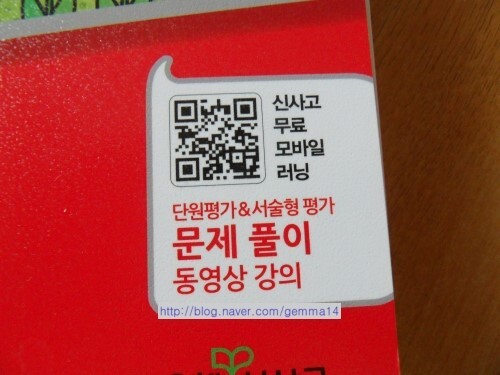 신사고
무료
모바일
러닝
단원평가&서술형 평가
문제 풀이
동영상 강의
http://blog.naver.com/gemma14